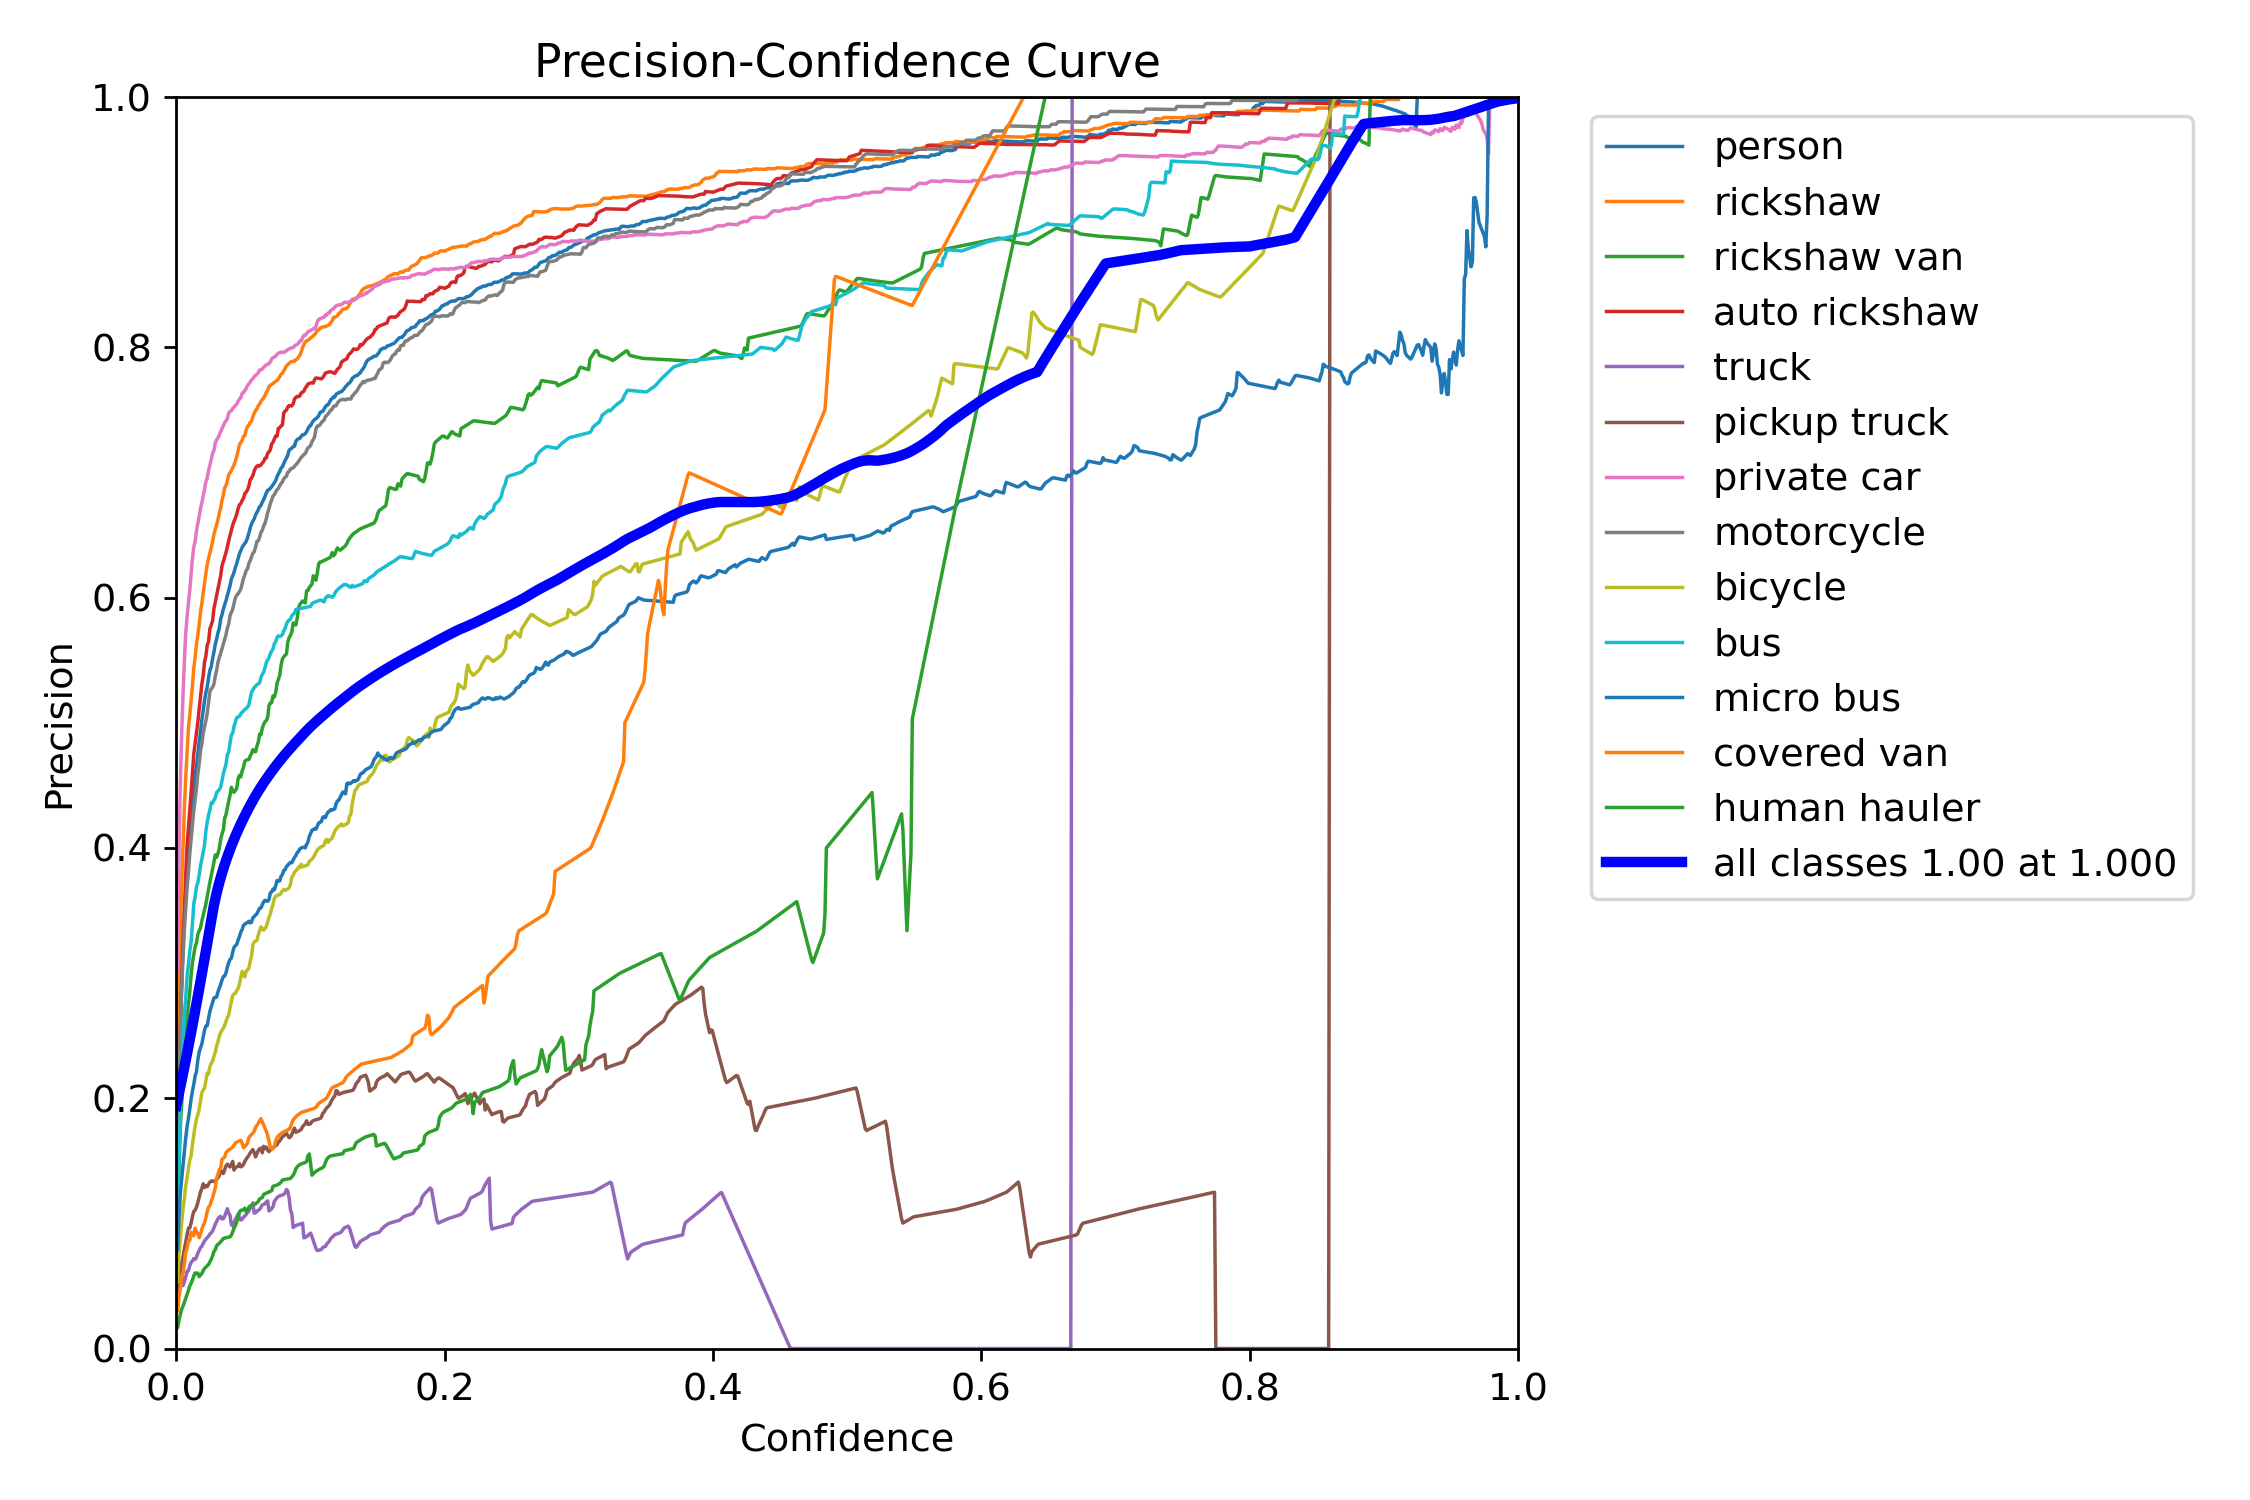 Precision-Confidence Curve
1.0
0.8
0.6
0.4
0.2
0.0
Precision
0.0 0.2 0.4 0.6 0.8 1.0
Confidence
person
rickshaw
rickshaw van
auto rickshaw
truck
pickup truck
private car
motorcycle
bicycle
bus
micro bus
covered van
human hauler
all classes 1.00 at 1.000